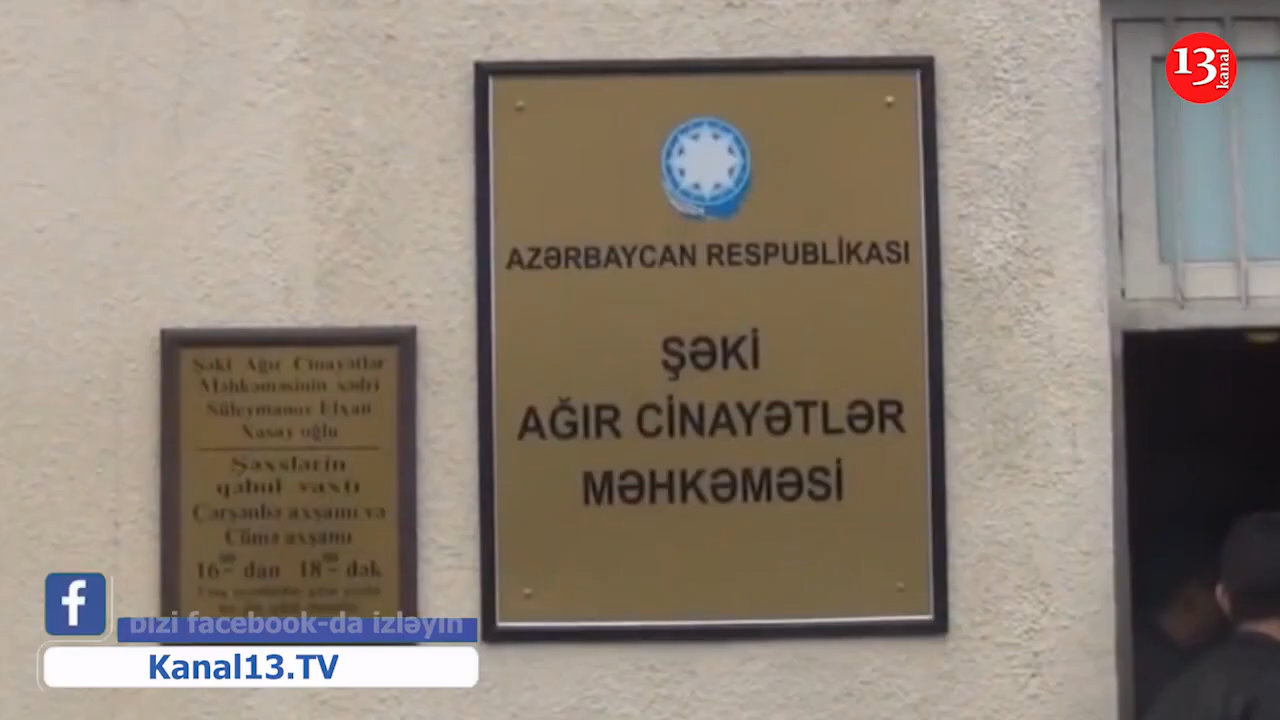 13 kanal
AZƏRBAYCAN RESPUBLİKASI
ŞƏKİ
AĞIR CİNAYƏTLƏR
MƏHKƏMƏSİ
Şəki Ağır Cinayətlər
Məhkəməsinin sədri
Süleymanov Elxan
Xasay oğlu
Şəxslərin
qəbul vaxtı
Çərşənbə axşamı və
Cümə axşamı
16⁰⁰ dan 18⁰⁰ dək
bizi facebook-da izləyin
Kanal13.TV